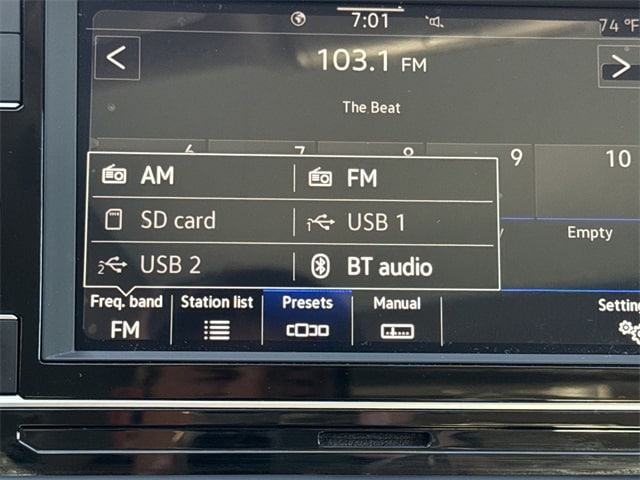 7:01 74 °F
103.1 FM
The Beat
6 7 8 9 10
AM FM
SD card USB 1
USB 2 BT audio
Empty
Freq. band Station list Presets Manual
FM